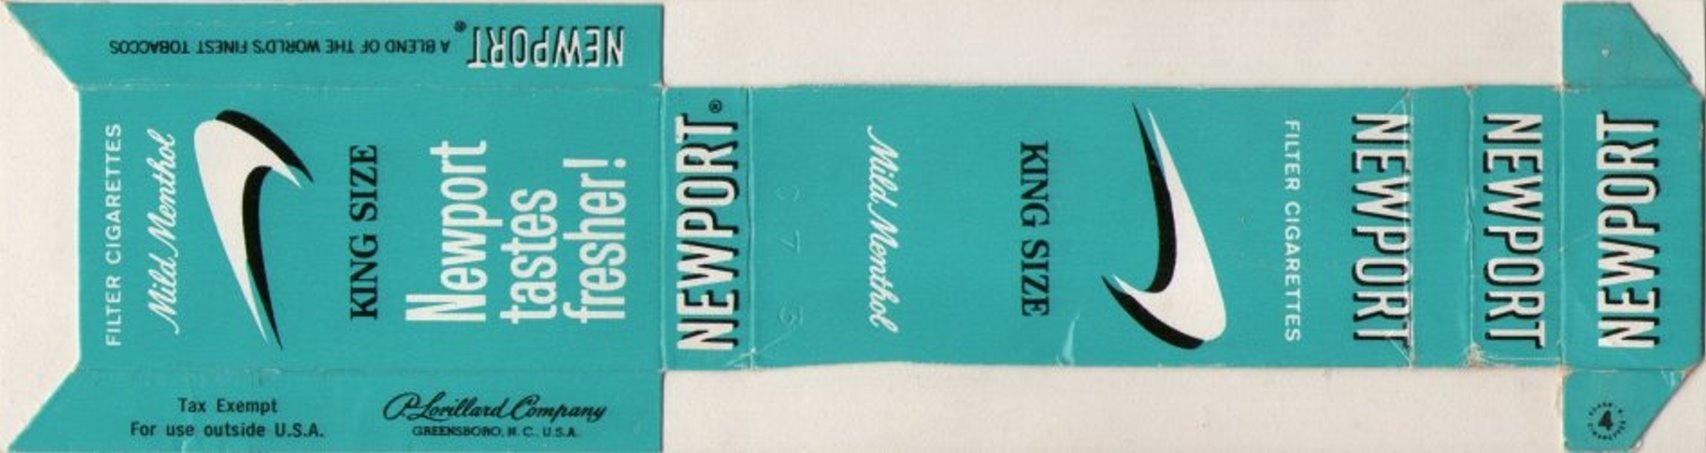 NEWPORT®
A BLEND OF THE WORLD'S FINEST TOBACCOS
FILTER CIGARETTES
Mild Menthol
KING SIZE
Newport
tastes
fresher!
Tax Exempt
For use outside U.S.A.
P. Lorillard Company
GREENSBORO, N. C., U.S.A.
NEWPORT®
Mild Menthol
KING SIZE
FILTER CIGARETTES
NEWPORT
NEWPORT
NEWPORT
4